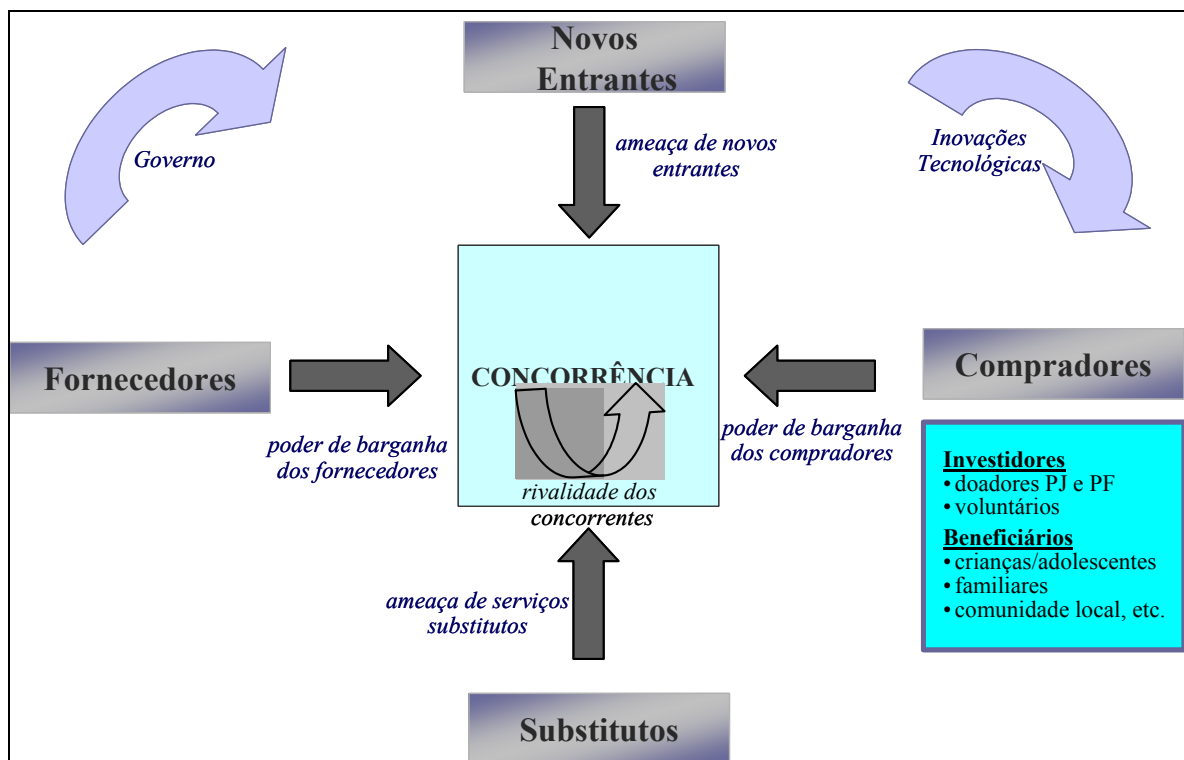 Novos
Entrantes
Governo
ameaça de novos
entrantes
Inovações
Tecnológicas
Fornecedores
CONCORRÊNCIA
Compradores
poder de barganha
dos fornecedores
poder de barganha
dos compradores
rivalidade dos
concorrentes
Investidores
• doadores PJ e PF
• voluntários
Beneficiários
• crianças/adolescentes
• familiares
• comunidade local, etc.
ameaça de serviços
substitutos
Substitutos